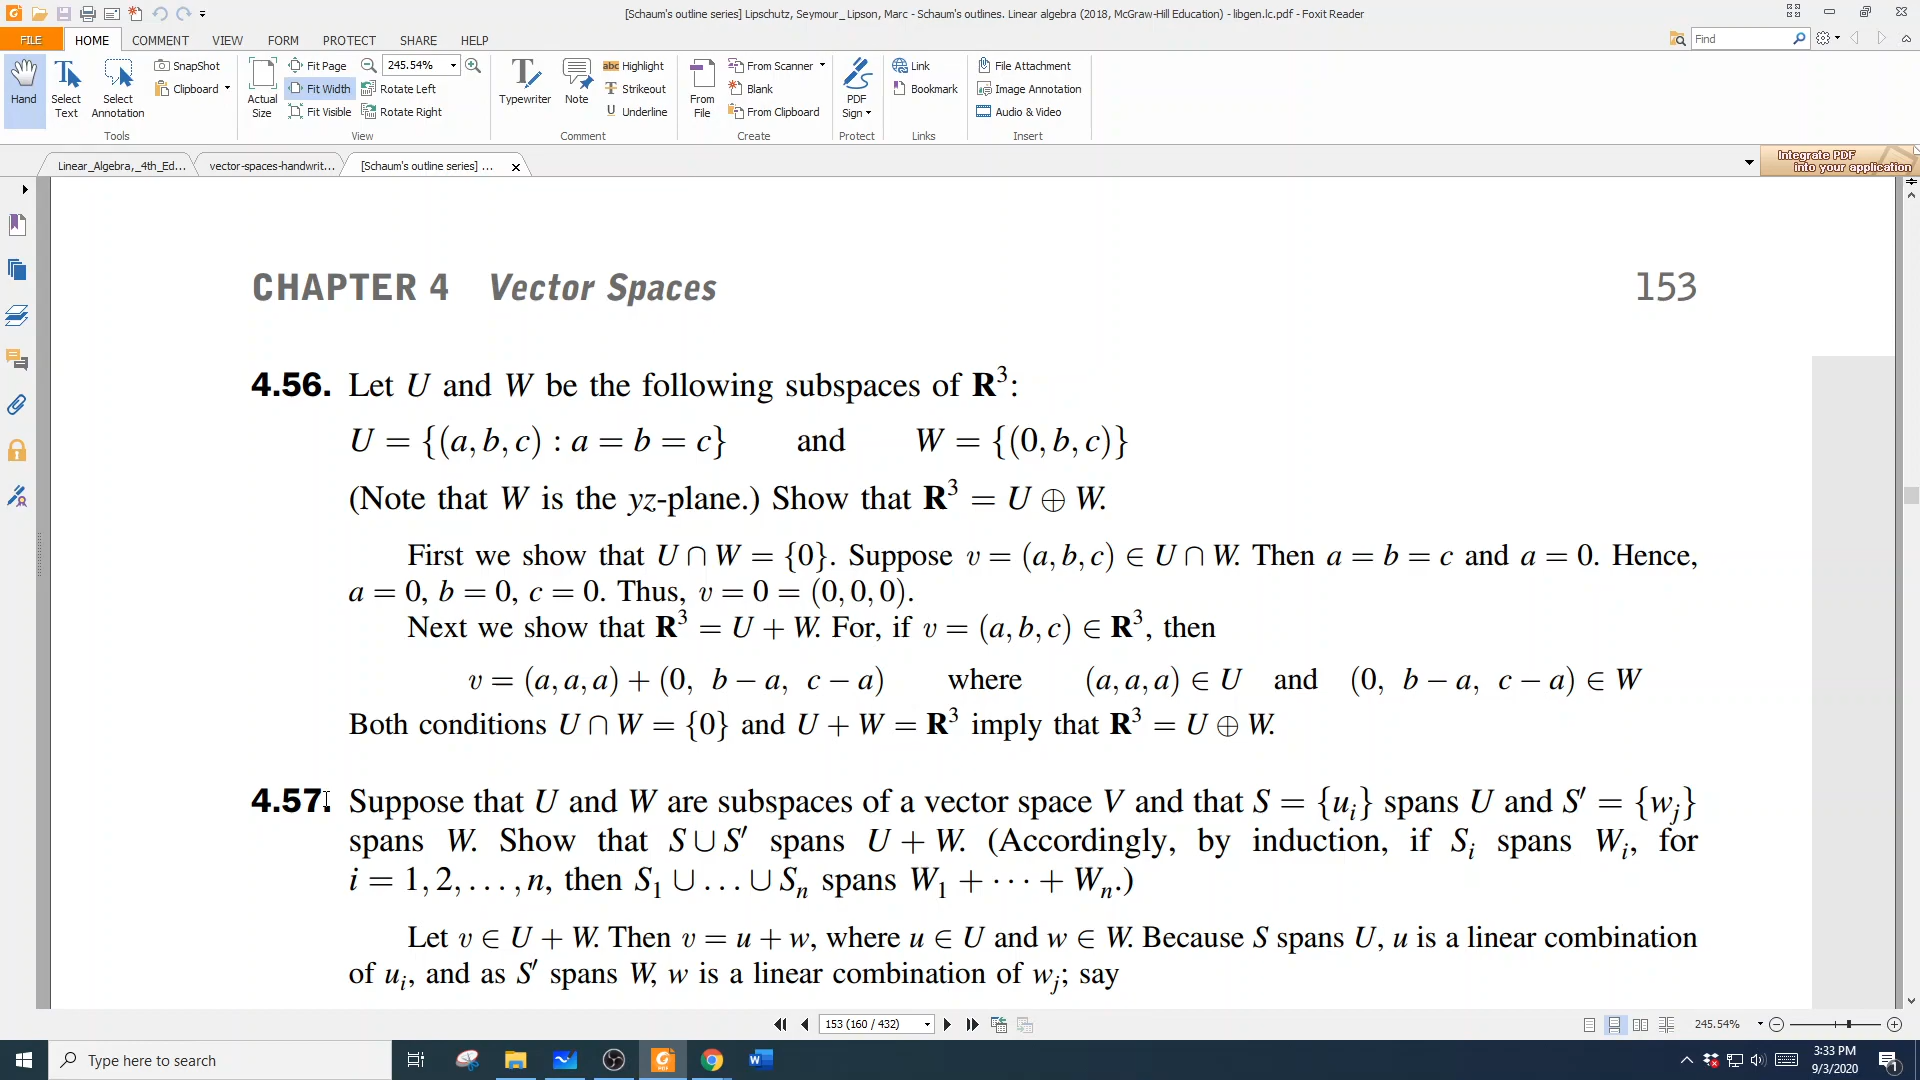 [Schaum's outline series] Lipschutz, Seymour_ Lipson, Marc - Schaum's outlines. Linear algebra (2018, McGraw-Hill Education) - libgen.lc.pdf - Foxit Reader
FILE HOME COMMENT VIEW FORM PROTECT SHARE HELP
Find
Hand
Select Text
Select Annotation
SnapShot
Clipboard
Tools
Actual Size
Fit Page
Fit Width
Fit Visible
245.54%
Rotate Left
Rotate Right
View
Typewriter
Note
Highlight
Strikeout
Underline
Comment
From File
From Scanner
Blank
From Clipboard
Create
PDF Sign
Protect
Link
Bookmark
Links
File Attachment
Image Annotation
Audio & Video
Insert
Linear_Algebra,_4th_Ed... vector-spaces-handwrit... [Schaum's outline series] ...
Integrate PDF
into your application
CHAPTER 4 Vector Spaces 153
4.56. Let U and W be the following subspaces of R³:
U = {(a, b, c) : a = b = c} and W = {(0, b, c)}
(Note that W is the yz-plane.) Show that R³ = U ⊕ W.
First we show that U ∩ W = {0}. Suppose v = (a, b, c) ∈ U ∩ W. Then a = b = c and a = 0. Hence,
a = 0, b = 0, c = 0. Thus, v = 0 = (0, 0, 0).
Next we show that R³ = U + W. For, if v = (a, b, c) ∈ R³, then
v = (a, a, a) + (0, b − a, c − a) where (a, a, a) ∈ U and (0, b − a, c − a) ∈ W
Both conditions U ∩ W = {0} and U + W = R³ imply that R³ = U ⊕ W.
4.57. Suppose that U and W are subspaces of a vector space V and that S = {uᵢ} spans U and S′ = {wⱼ}
spans W. Show that S ∪ S′ spans U + W. (Accordingly, by induction, if Sᵢ spans Wᵢ, for
i = 1, 2, . . . , n, then S₁ ∪ . . . ∪ Sₙ spans W₁ + · · · + Wₙ.)
Let v ∈ U + W. Then v = u + w, where u ∈ U and w ∈ W. Because S spans U, u is a linear combination
of uᵢ, and as S′ spans W, w is a linear combination of wⱼ; say
153 (160 / 432)
245.54%
Type here to search
3:33 PM
9/3/2020
1